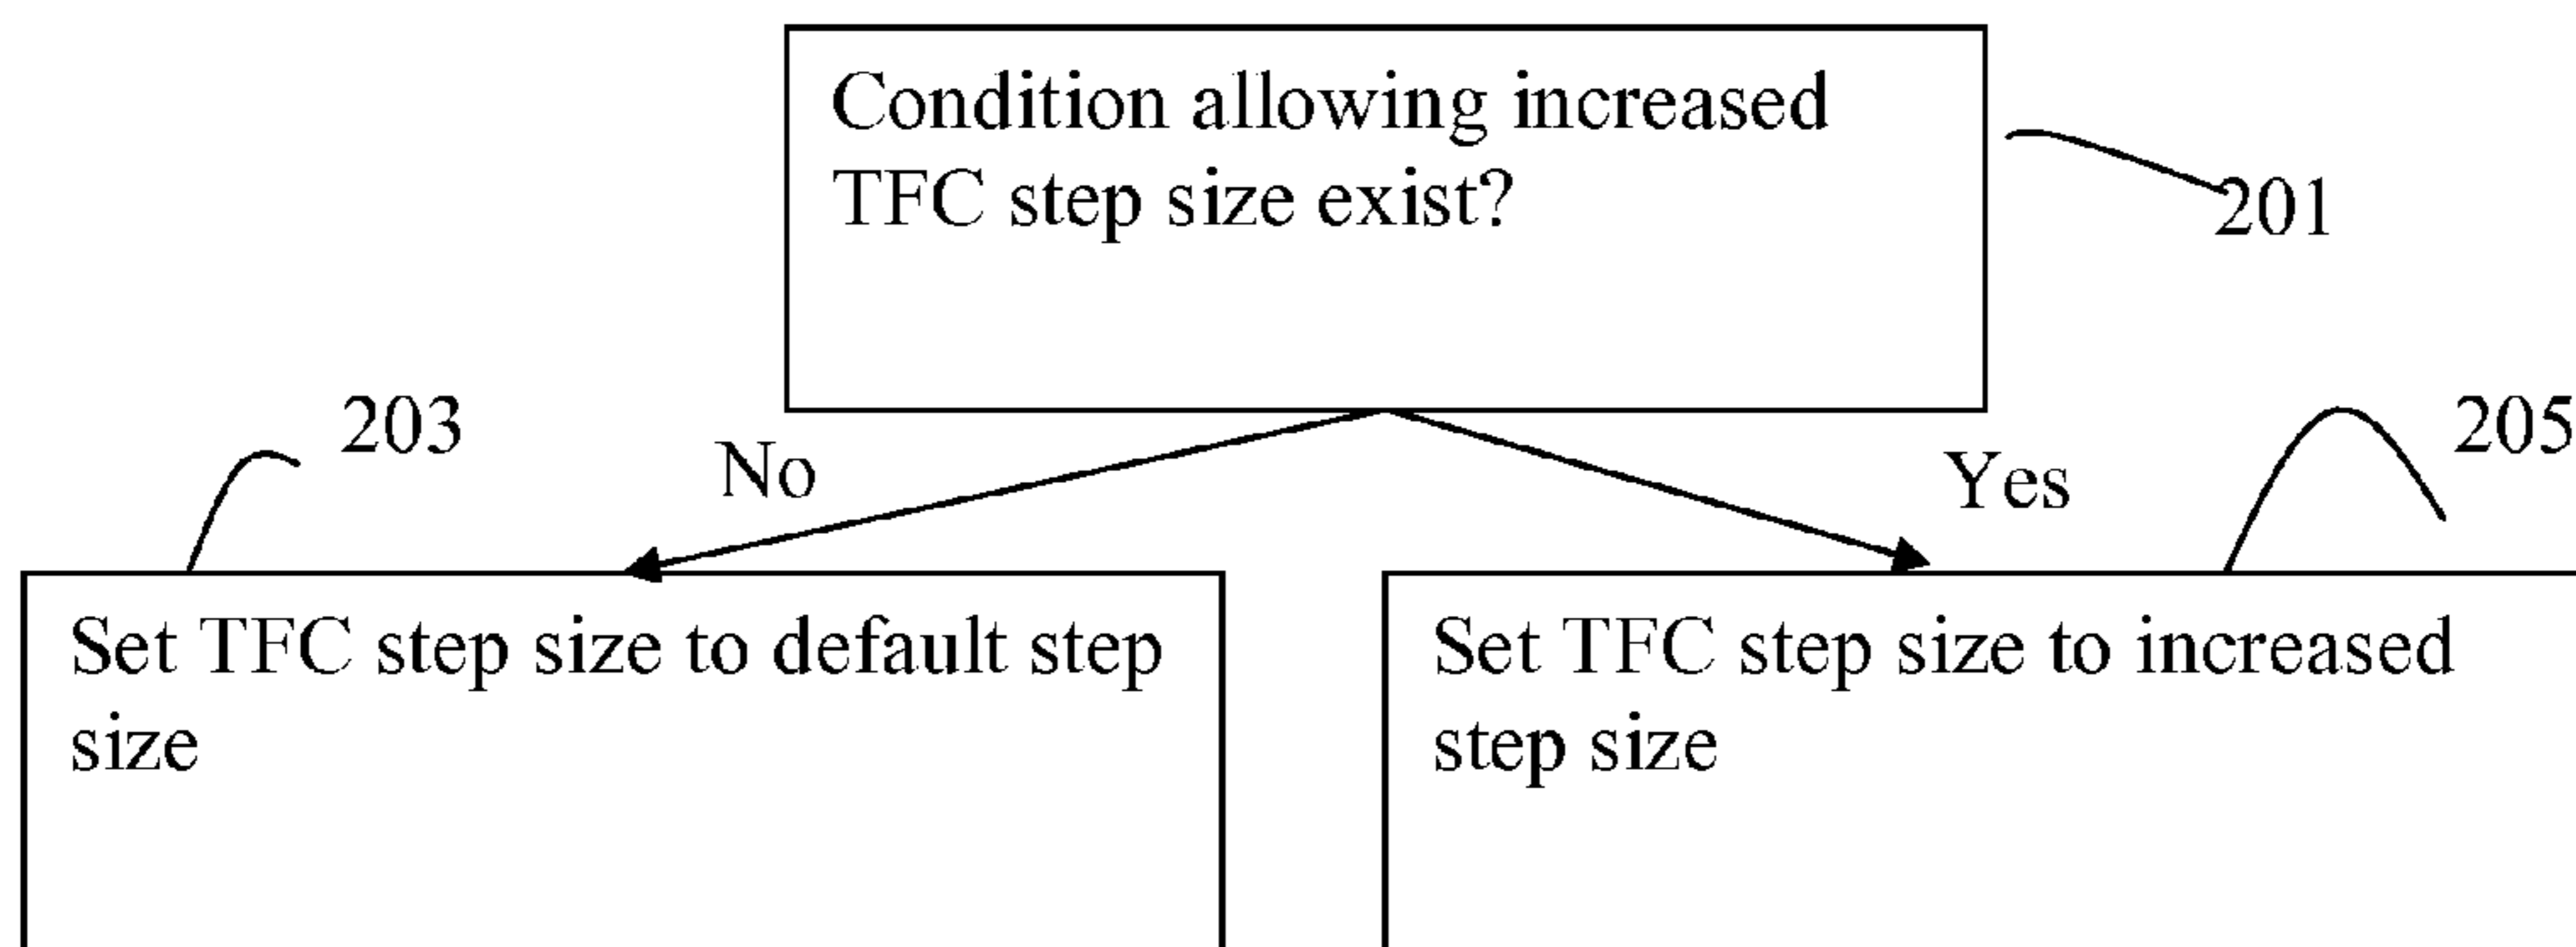 Condition allowing increased
TFC step size exist?
201
203
No
Yes
205
Set TFC step size to default step
size
Set TFC step size to increased
step size